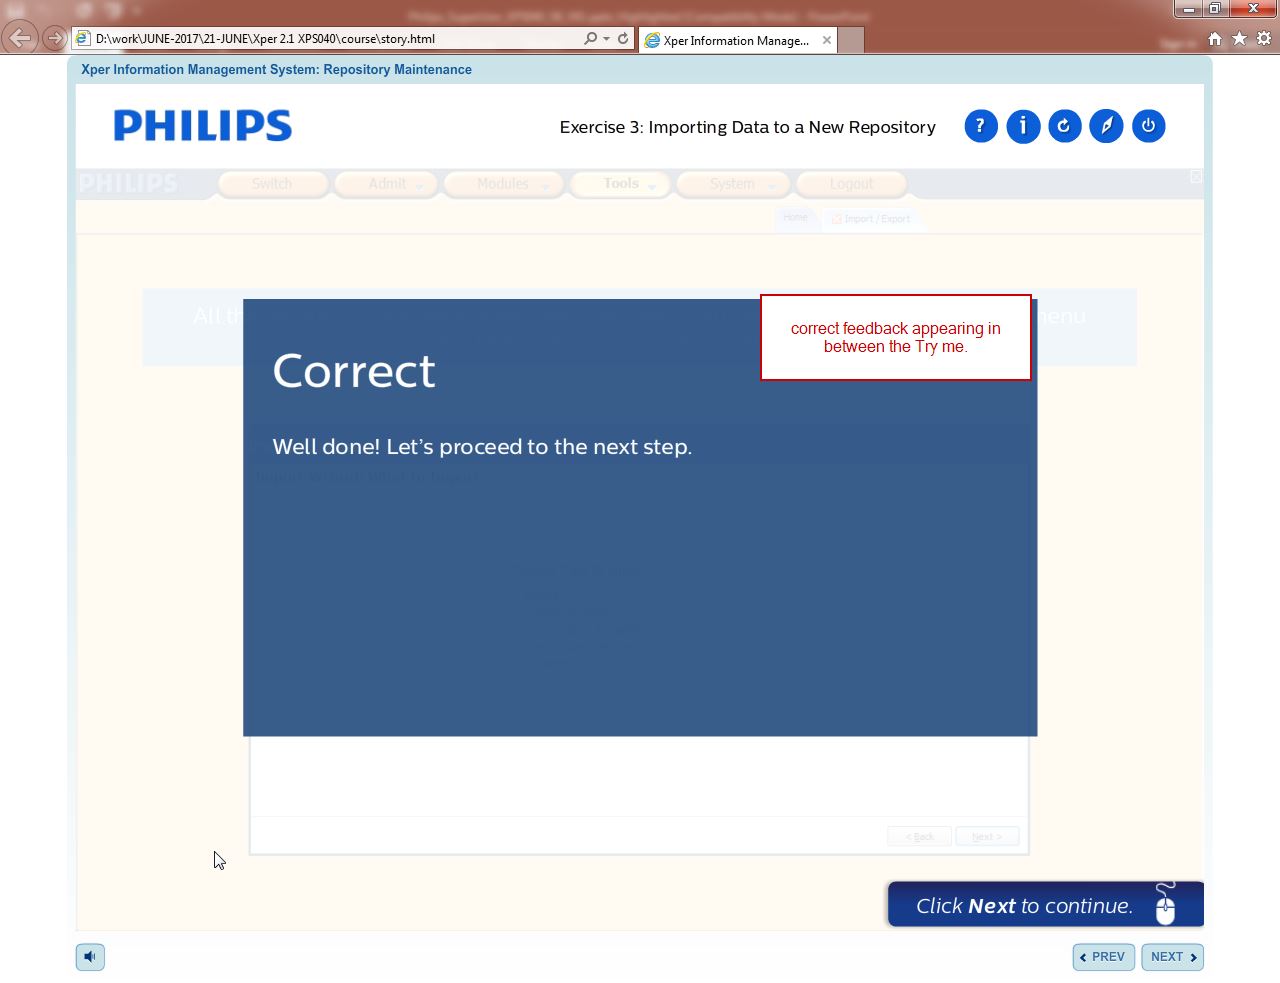 D:\work\JUNE-2017\21-JUNE\Xper 2.1 XPS040\course\story.html
Xper Information Manage...
Xper Information Management System: Repository Maintenance
PHILIPS
Exercise 3: Importing Data to a New Repository
PHILIPS
Switch
Admit
Modules
Tools
System
Logout
Home
Import / Export
All th
enu
correct feedback appearing in
between the Try me.
Correct
Well done! Let's proceed to the next step.
< Back
Next >
Click Next to continue.
PREV
NEXT